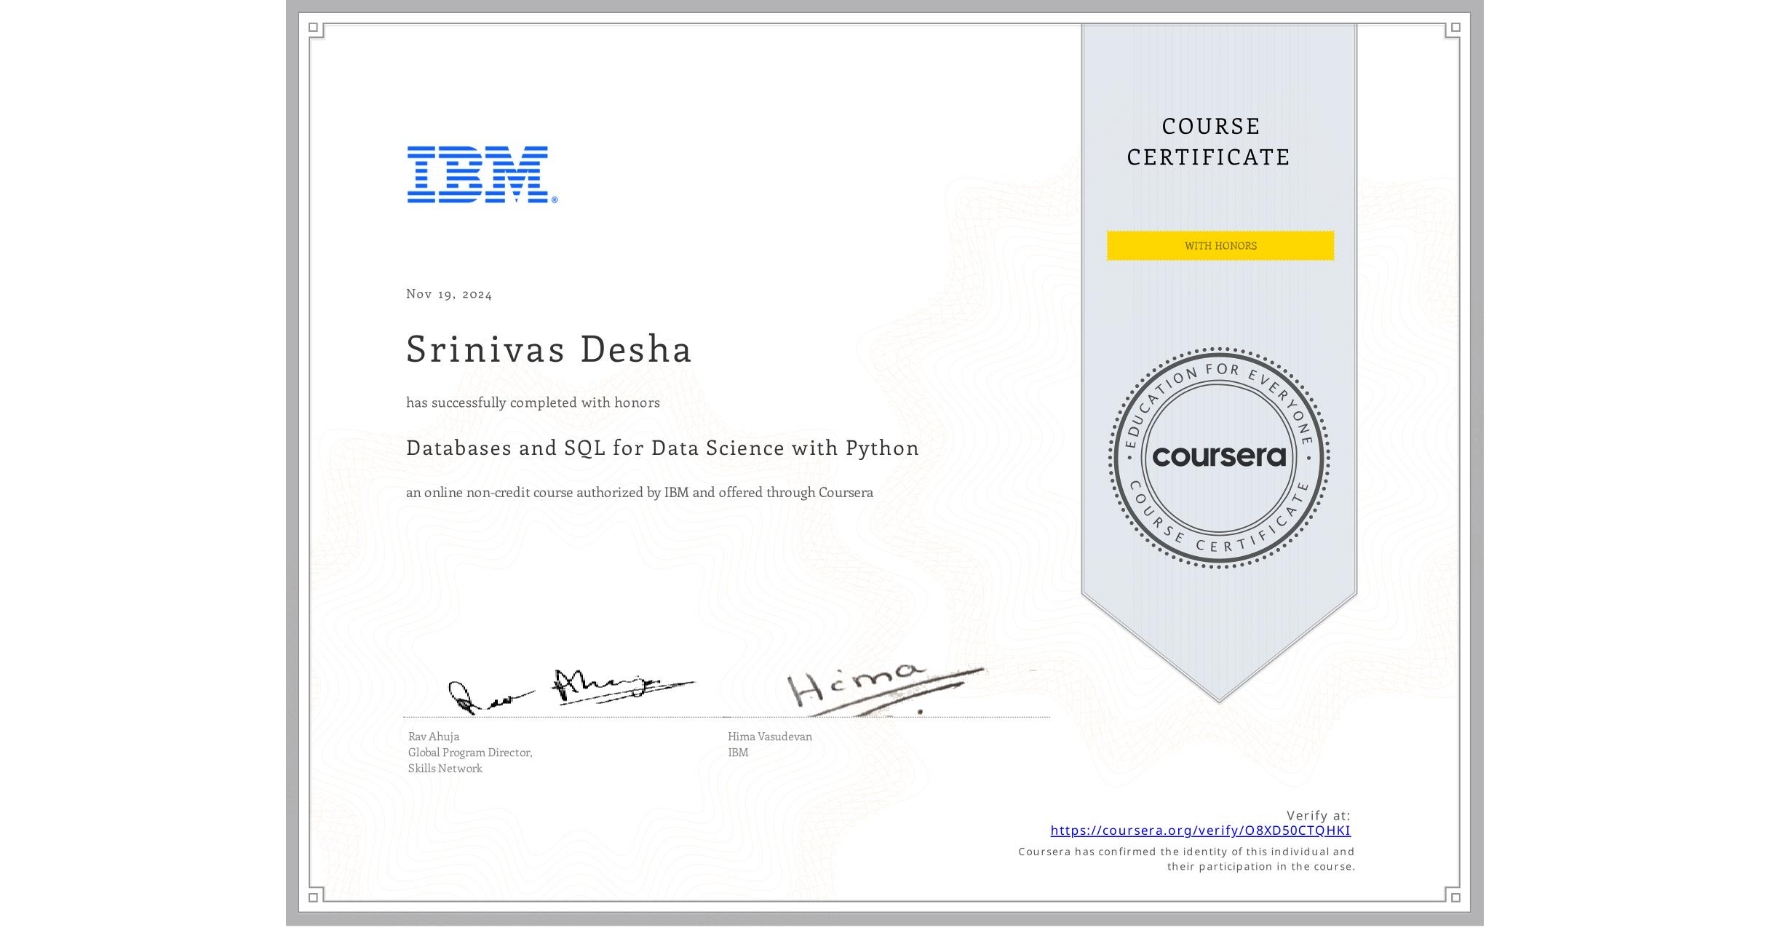 IBM®
COURSE
CERTIFICATE
WITH HONORS
Nov 19, 2024
Srinivas Desha
has successfully completed with honors
Databases and SQL for Data Science with Python
an online non-credit course authorized by IBM and offered through Coursera
EDUCATION FOR EVERYONE
coursera
COURSE CERTIFICATE
Rav Ahuja
Hima
Rav Ahuja
Global Program Director,
Skills Network
Hima Vasudevan
IBM
Verify at:
https://coursera.org/verify/O8XD50CTQHKI
Coursera has confirmed the identity of this individual and
their participation in the course.